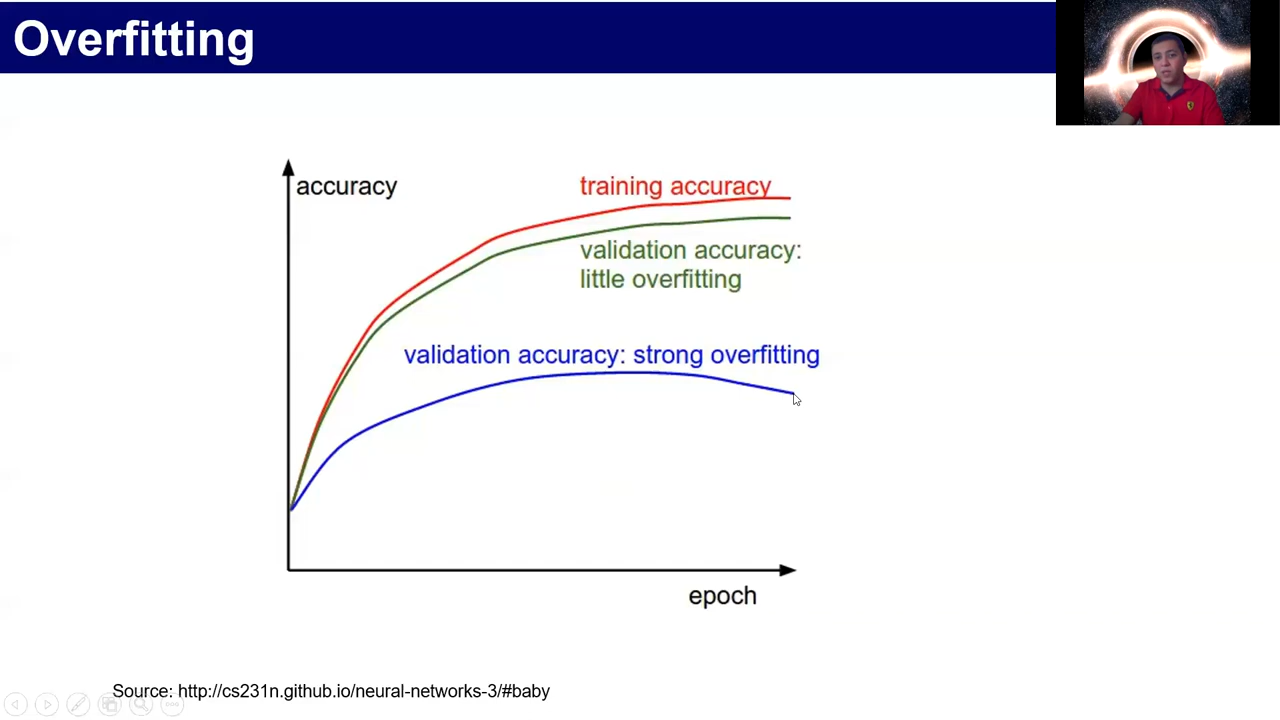 Overfitting
accuracy
training accuracy
validation accuracy:
little overfitting
validation accuracy: strong overfitting
epoch
Source: http://cs231n.github.io/neural-networks-3/#baby